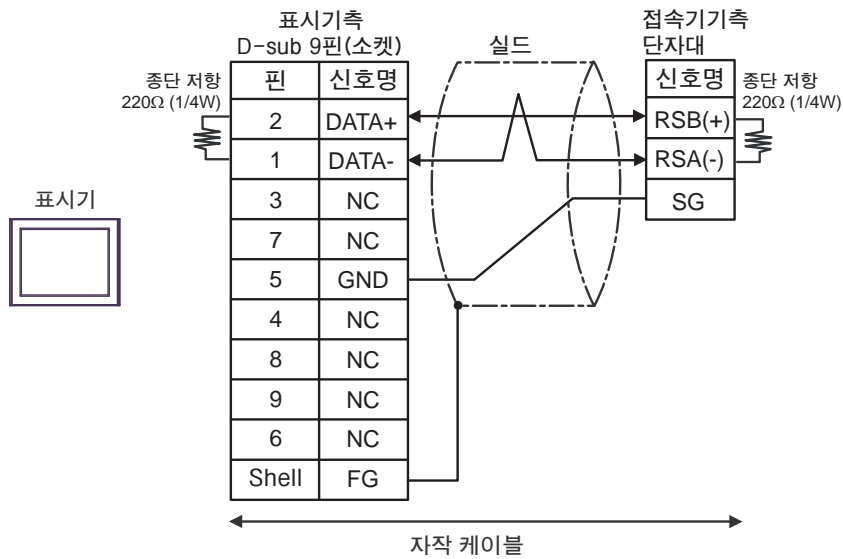 표시기측
D-sub 9핀(소켓)
실드
접속기기측
단자대
종단 저항
220Ω (1/4W)
핀 신호명
2 DATA+
1 DATA-
3 NC
7 NC
5 GND
4 NC
8 NC
9 NC
6 NC
Shell FG
신호명
RSB(+)
RSA(-)
SG
종단 저항
220Ω (1/4W)
표시기
자작 케이블